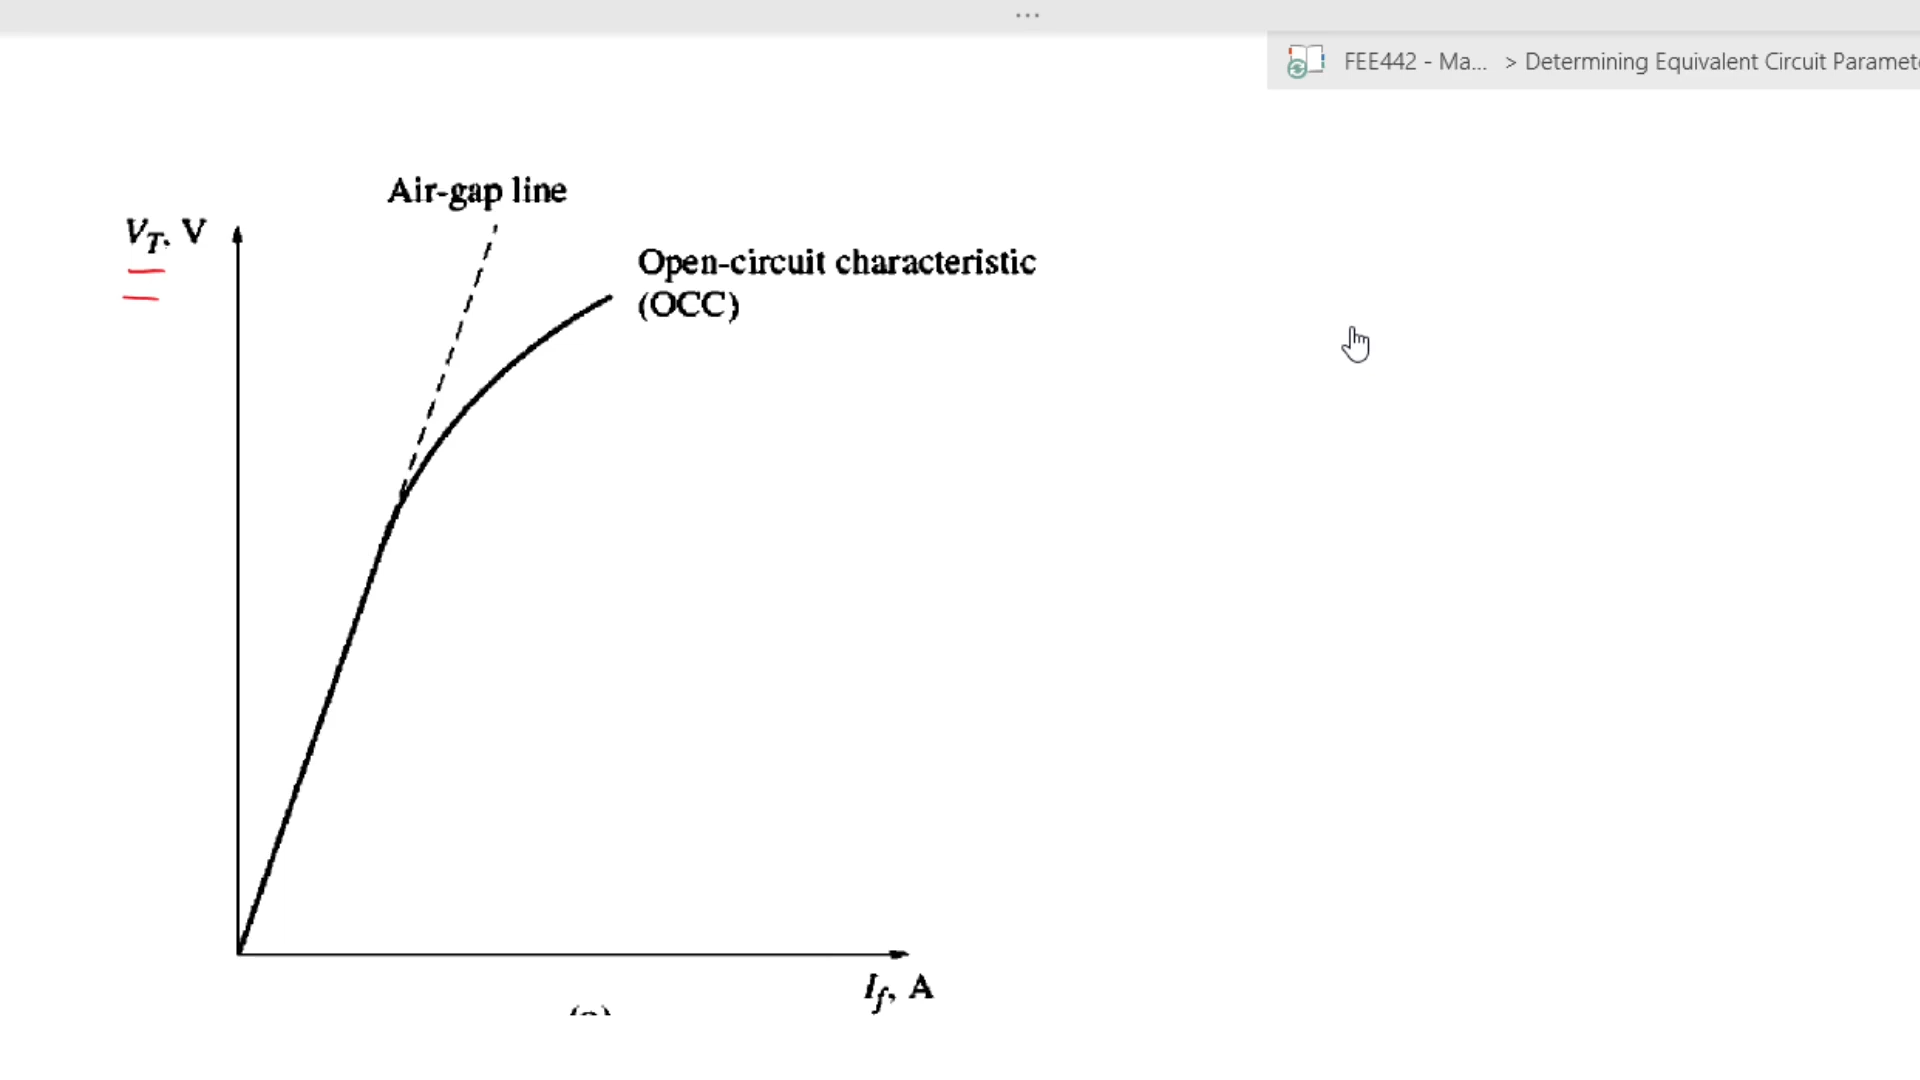 ...
FEE442 - Ma... > Determining Equivalent Circuit Paramet
Air-gap line
V_T, V
Open-circuit characteristic
(OCC)
I_f, A